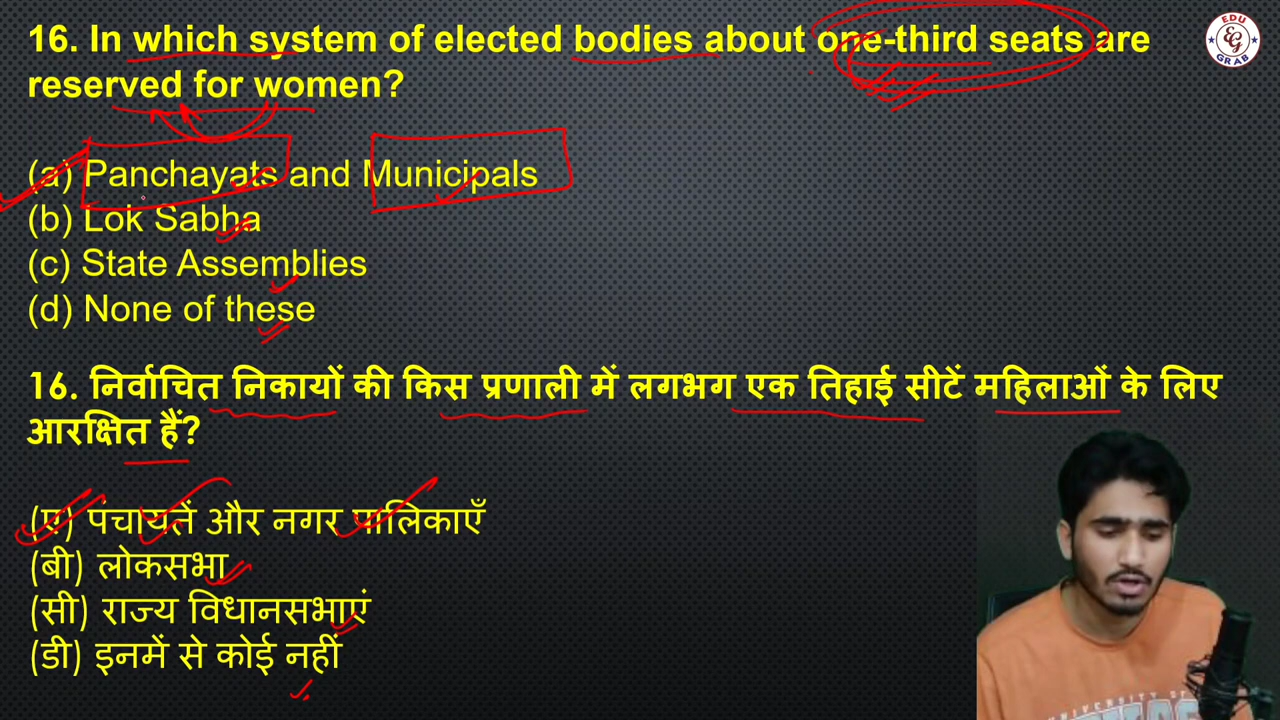 16. In which system of elected bodies about one-third seats are
reserved for women?
(a) Panchayats and Municipals
(b) Lok Sabha
(c) State Assemblies
(d) None of these
16. निर्वाचित निकायों की किस प्रणाली में लगभग एक तिहाई सीटें महिलाओं के लिए
आरक्षित हैं?
(ए) पंचायतें और नगर पालिकाएँ
(बी) लोकसभा
(सी) राज्य विधानसभाएं
(डी) इनमें से कोई नहीं
EDU
EG
GRAB